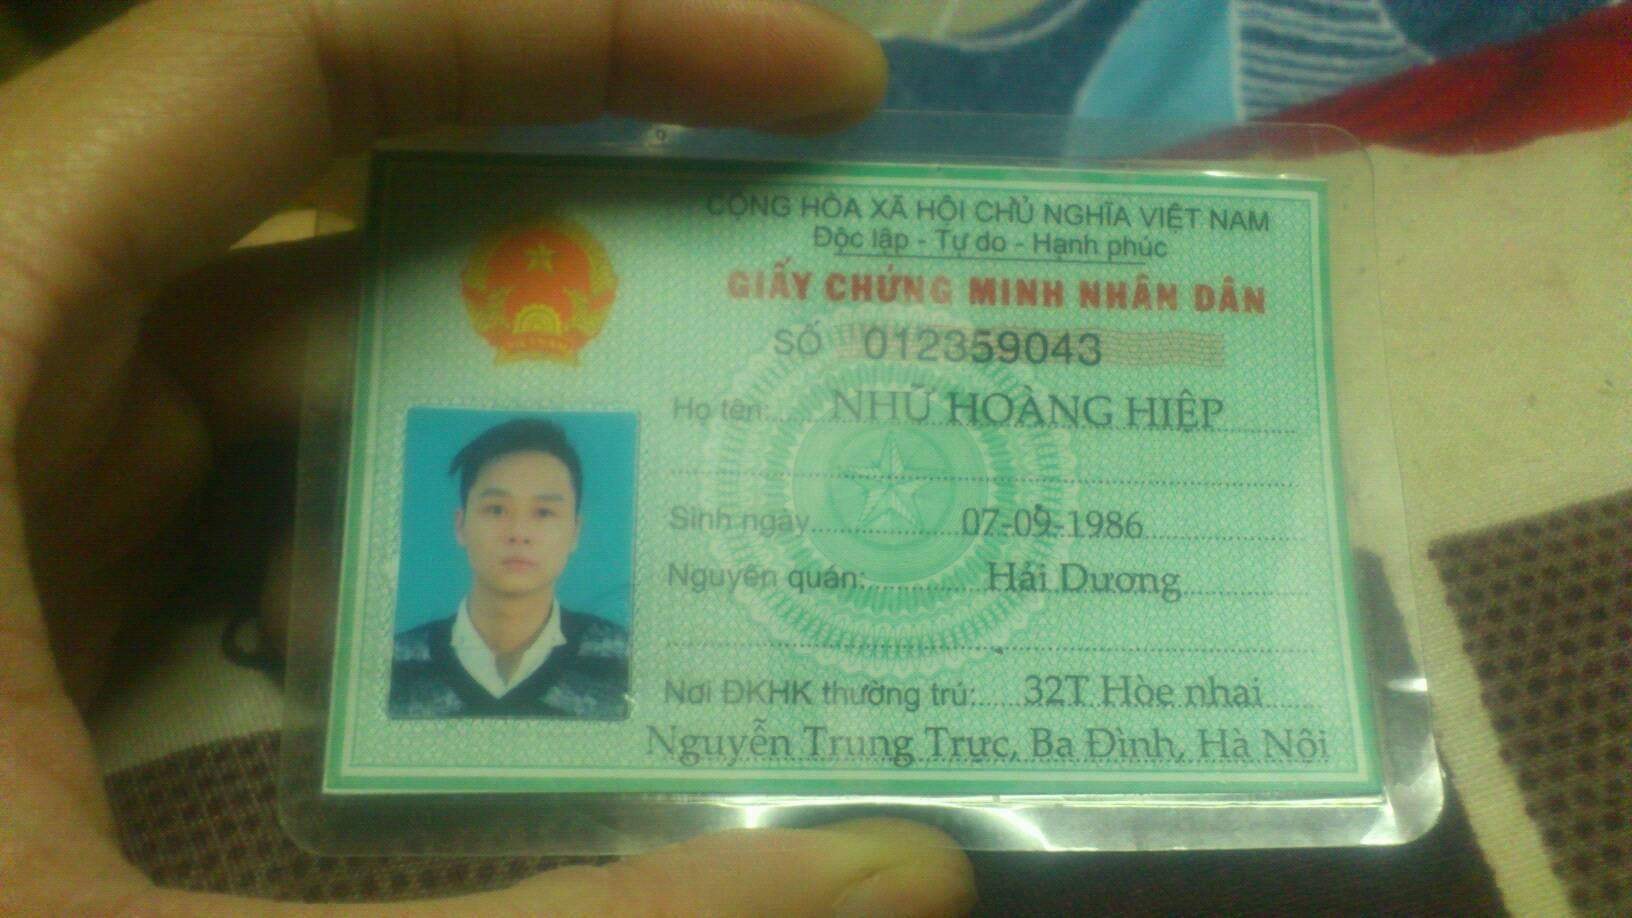 CỘNG HÒA XÃ HỘI CHỦ NGHĨA VIỆT NAM
Độc lập - Tự do - Hạnh phúc
GIẤY CHỨNG MINH NHÂN DÂN
SỐ 012359043
Họ tên: NHỮ HOÀNG HIỆP
Sinh ngày 07-09-1986
Nguyên quán: Hải Dương
Nơi ĐKHK thường trú: 32T Hòe nhai
Nguyễn Trung Trực, Ba Đình, Hà Nội